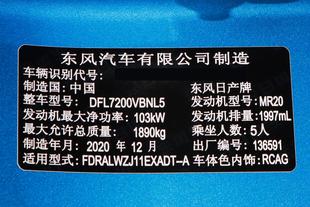 东风汽车有限公司制造
车辆识别代号:
制造国:中国 东风日产牌
整车型号: DFL7200VBNL5 发动机型号:MR20
发动机最大净功率: 103kW 发动机排量:1997mL
最大允许总质量: 1890kg 乘坐人数:5人
制造年月: 2020 年 12 月 出厂编号:136591
适用型式:FDRALWZJ11EXADT-A 车体色内饰:RCAG